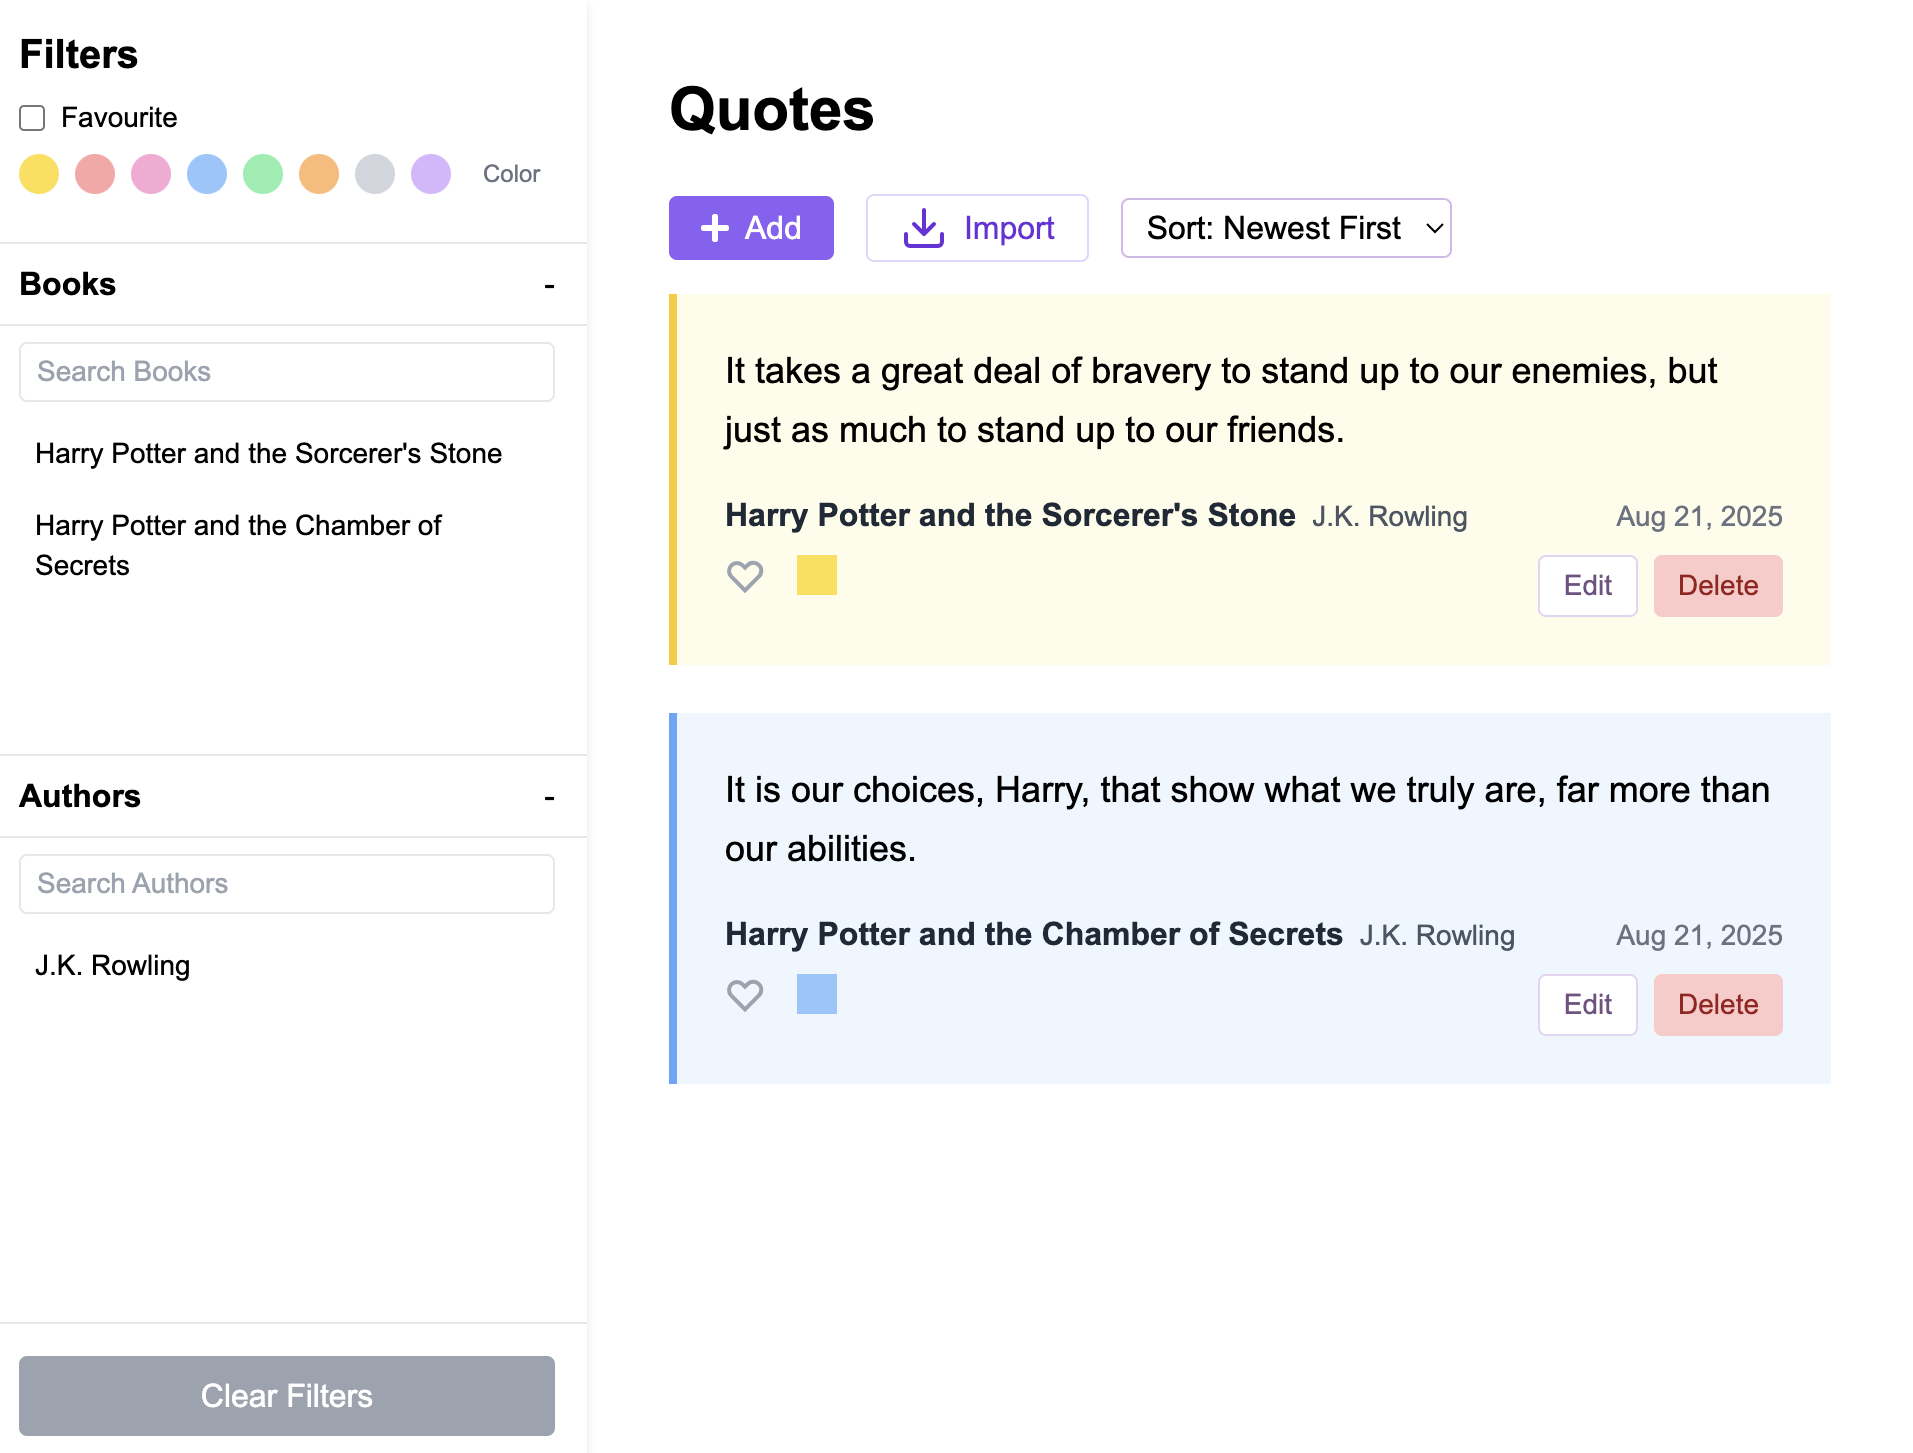 Filters
Favourite
Color
Books -
Search Books
Harry Potter and the Sorcerer's Stone
Harry Potter and the Chamber of
Secrets
Authors -
Search Authors
J.K. Rowling
Clear Filters
Quotes
Add Import Sort: Newest First
It takes a great deal of bravery to stand up to our enemies, but
just as much to stand up to our friends.
Harry Potter and the Sorcerer's Stone J.K. Rowling Aug 21, 2025
Edit Delete
It is our choices, Harry, that show what we truly are, far more than
our abilities.
Harry Potter and the Chamber of Secrets J.K. Rowling Aug 21, 2025
Edit Delete